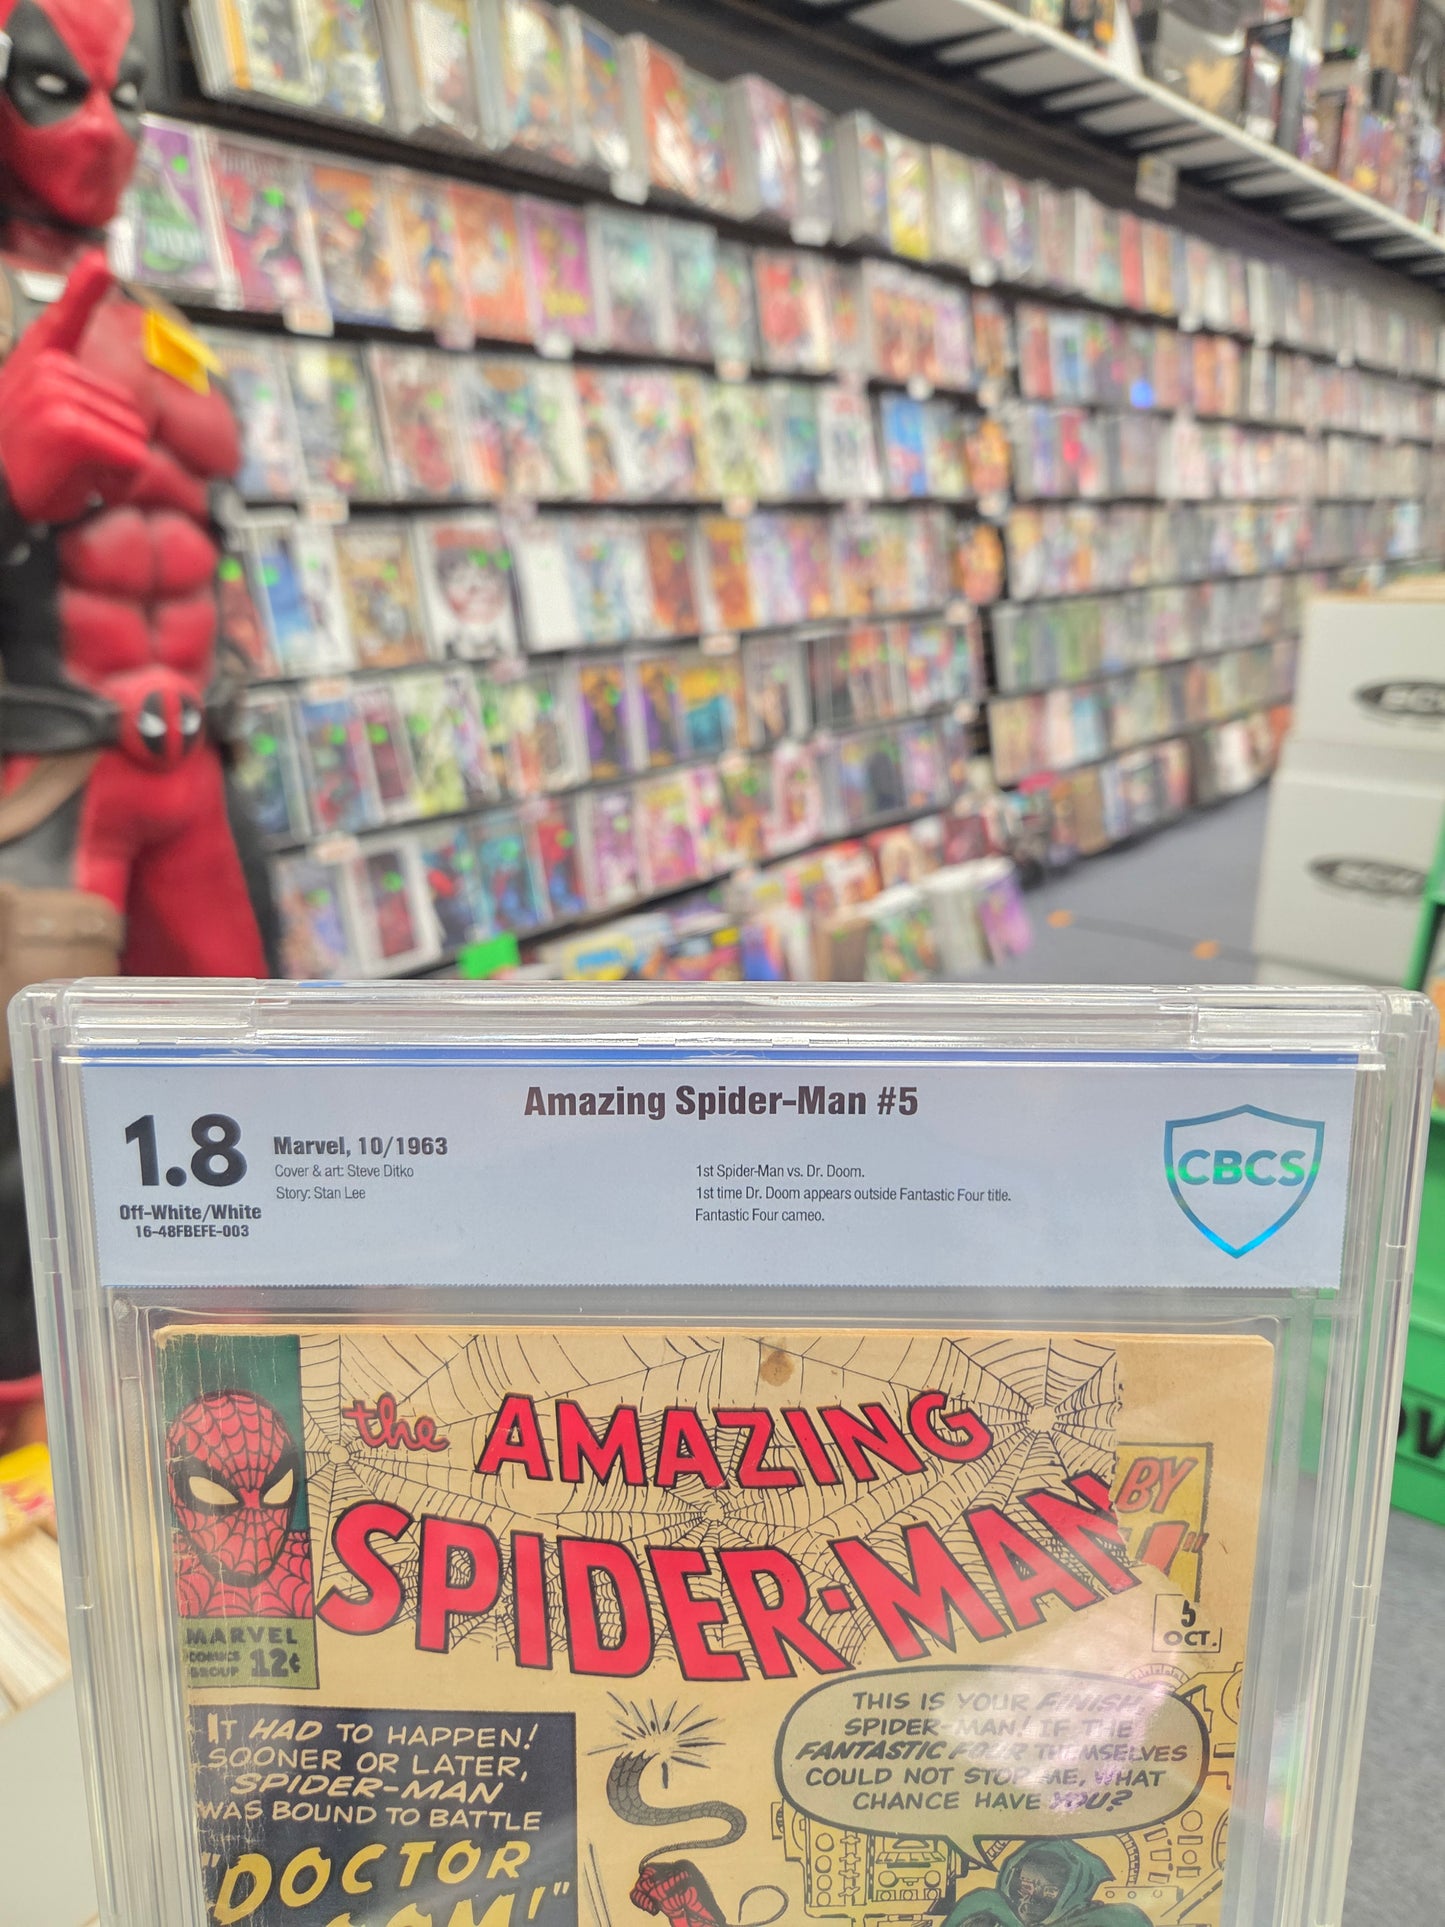 Amazing Spider-Man #5
1.8
Marvel, 10/1963
Cover & art: Steve Ditko
Story: Stan Lee
Off-White/White
16-48FBEFE-003
1st Spider-Man vs. Dr. Doom.
1st time Dr. Doom appears outside Fantastic Four title.
Fantastic Four cameo.
CBCS
the AMAZING
SPIDER-MAN
BY
5
OCT.
MARVEL
COMICS
GROUP 12¢
IT HAD TO HAPPEN!
SOONER OR LATER,
SPIDER-MAN
WAS BOUND TO BATTLE
"DOCTOR
THIS IS YOUR FINISH,
SPIDER-MAN! IF THE
FANTASTIC FOUR THEMSELVES
COULD NOT STOP ME, WHAT
CHANCE HAVE YOU?